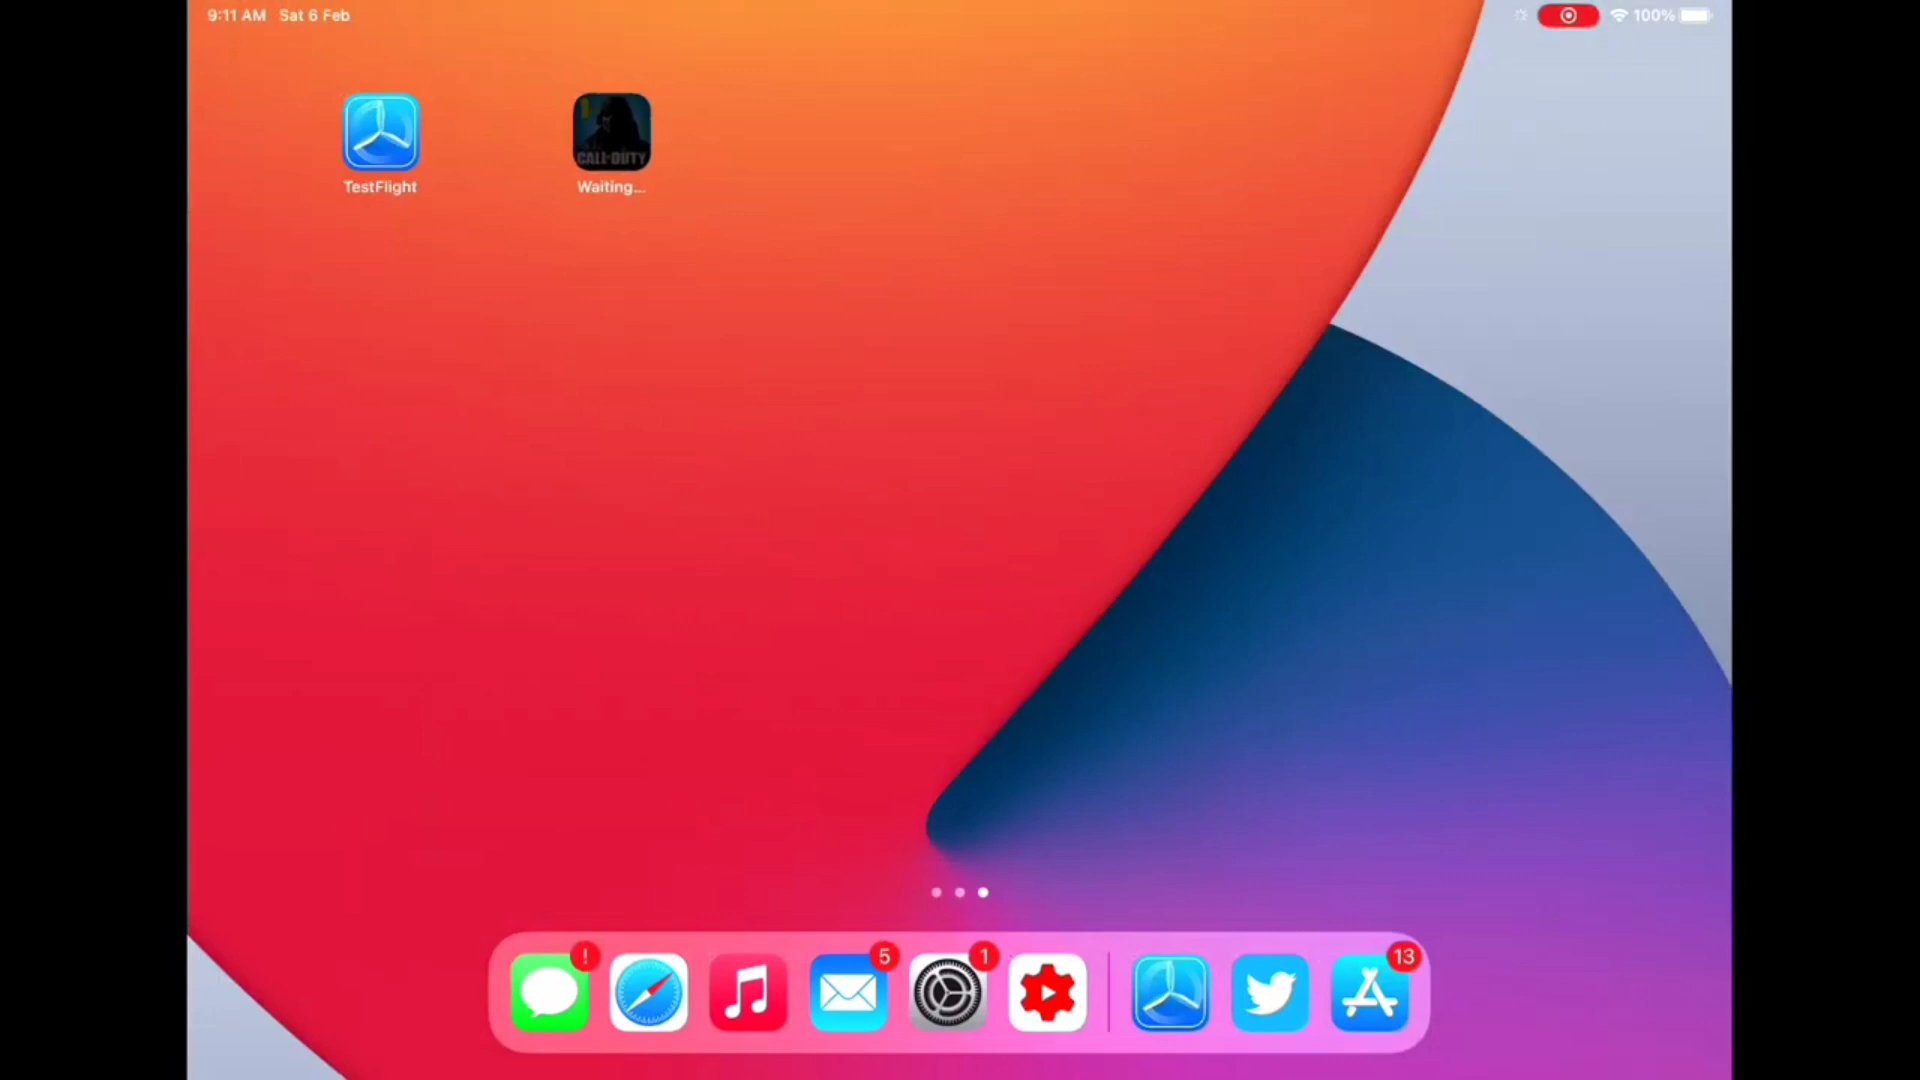 9:11 AM Sat 6 Feb
100%
CALL·DUTY
TestFlight
Waiting...
!
5
1
13